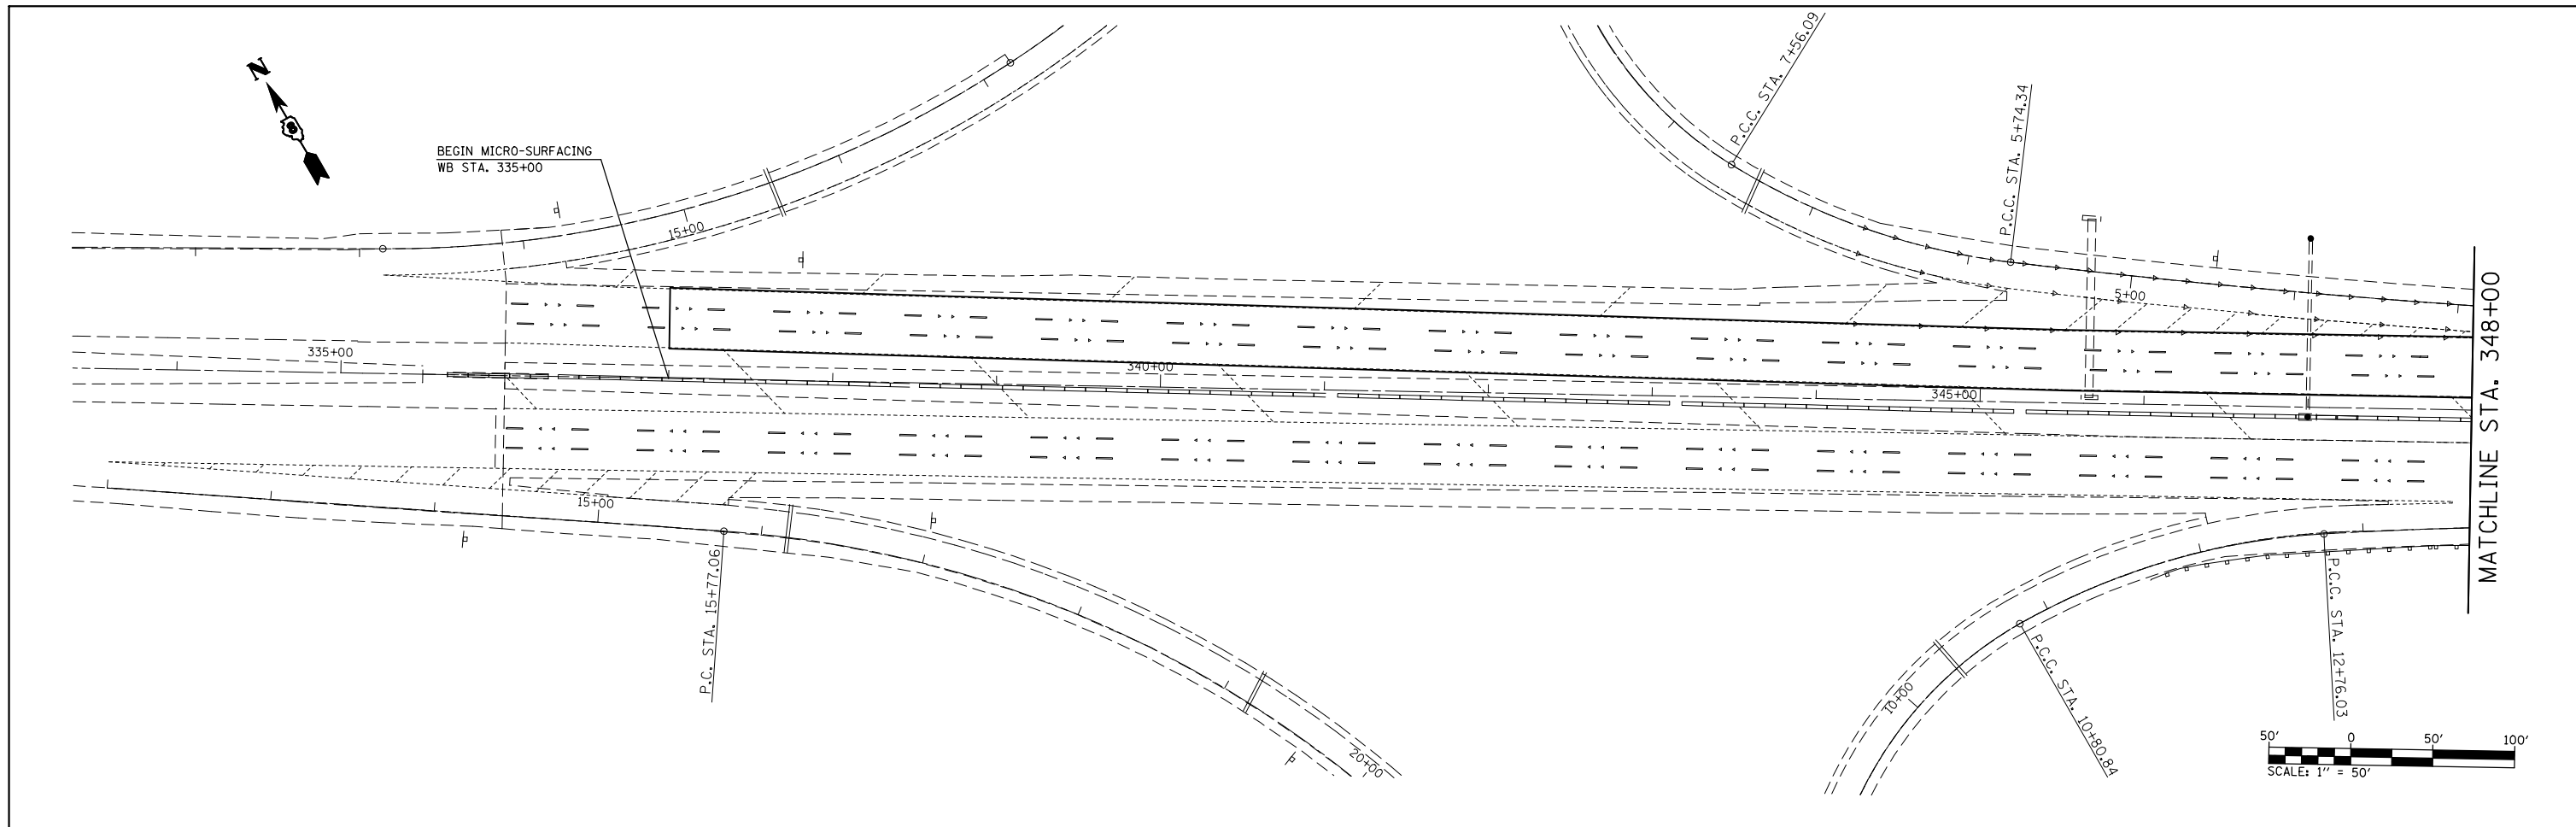 N
P.C.C. STA. 7+56.09
P.C.C. STA. 5+74.34
BEGIN MICRO-SURFACING
WB STA. 335+00
15+00
5+00
335+00
340+00
345+00
MATCHLINE STA. 348+00
15+00
P.C. STA. 15+77.06
P.C.C. STA. 12+76.03
P.C.C. STA. 10+80.84
10+00
20+00
50' 0 50' 100'
SCALE: 1" = 50'